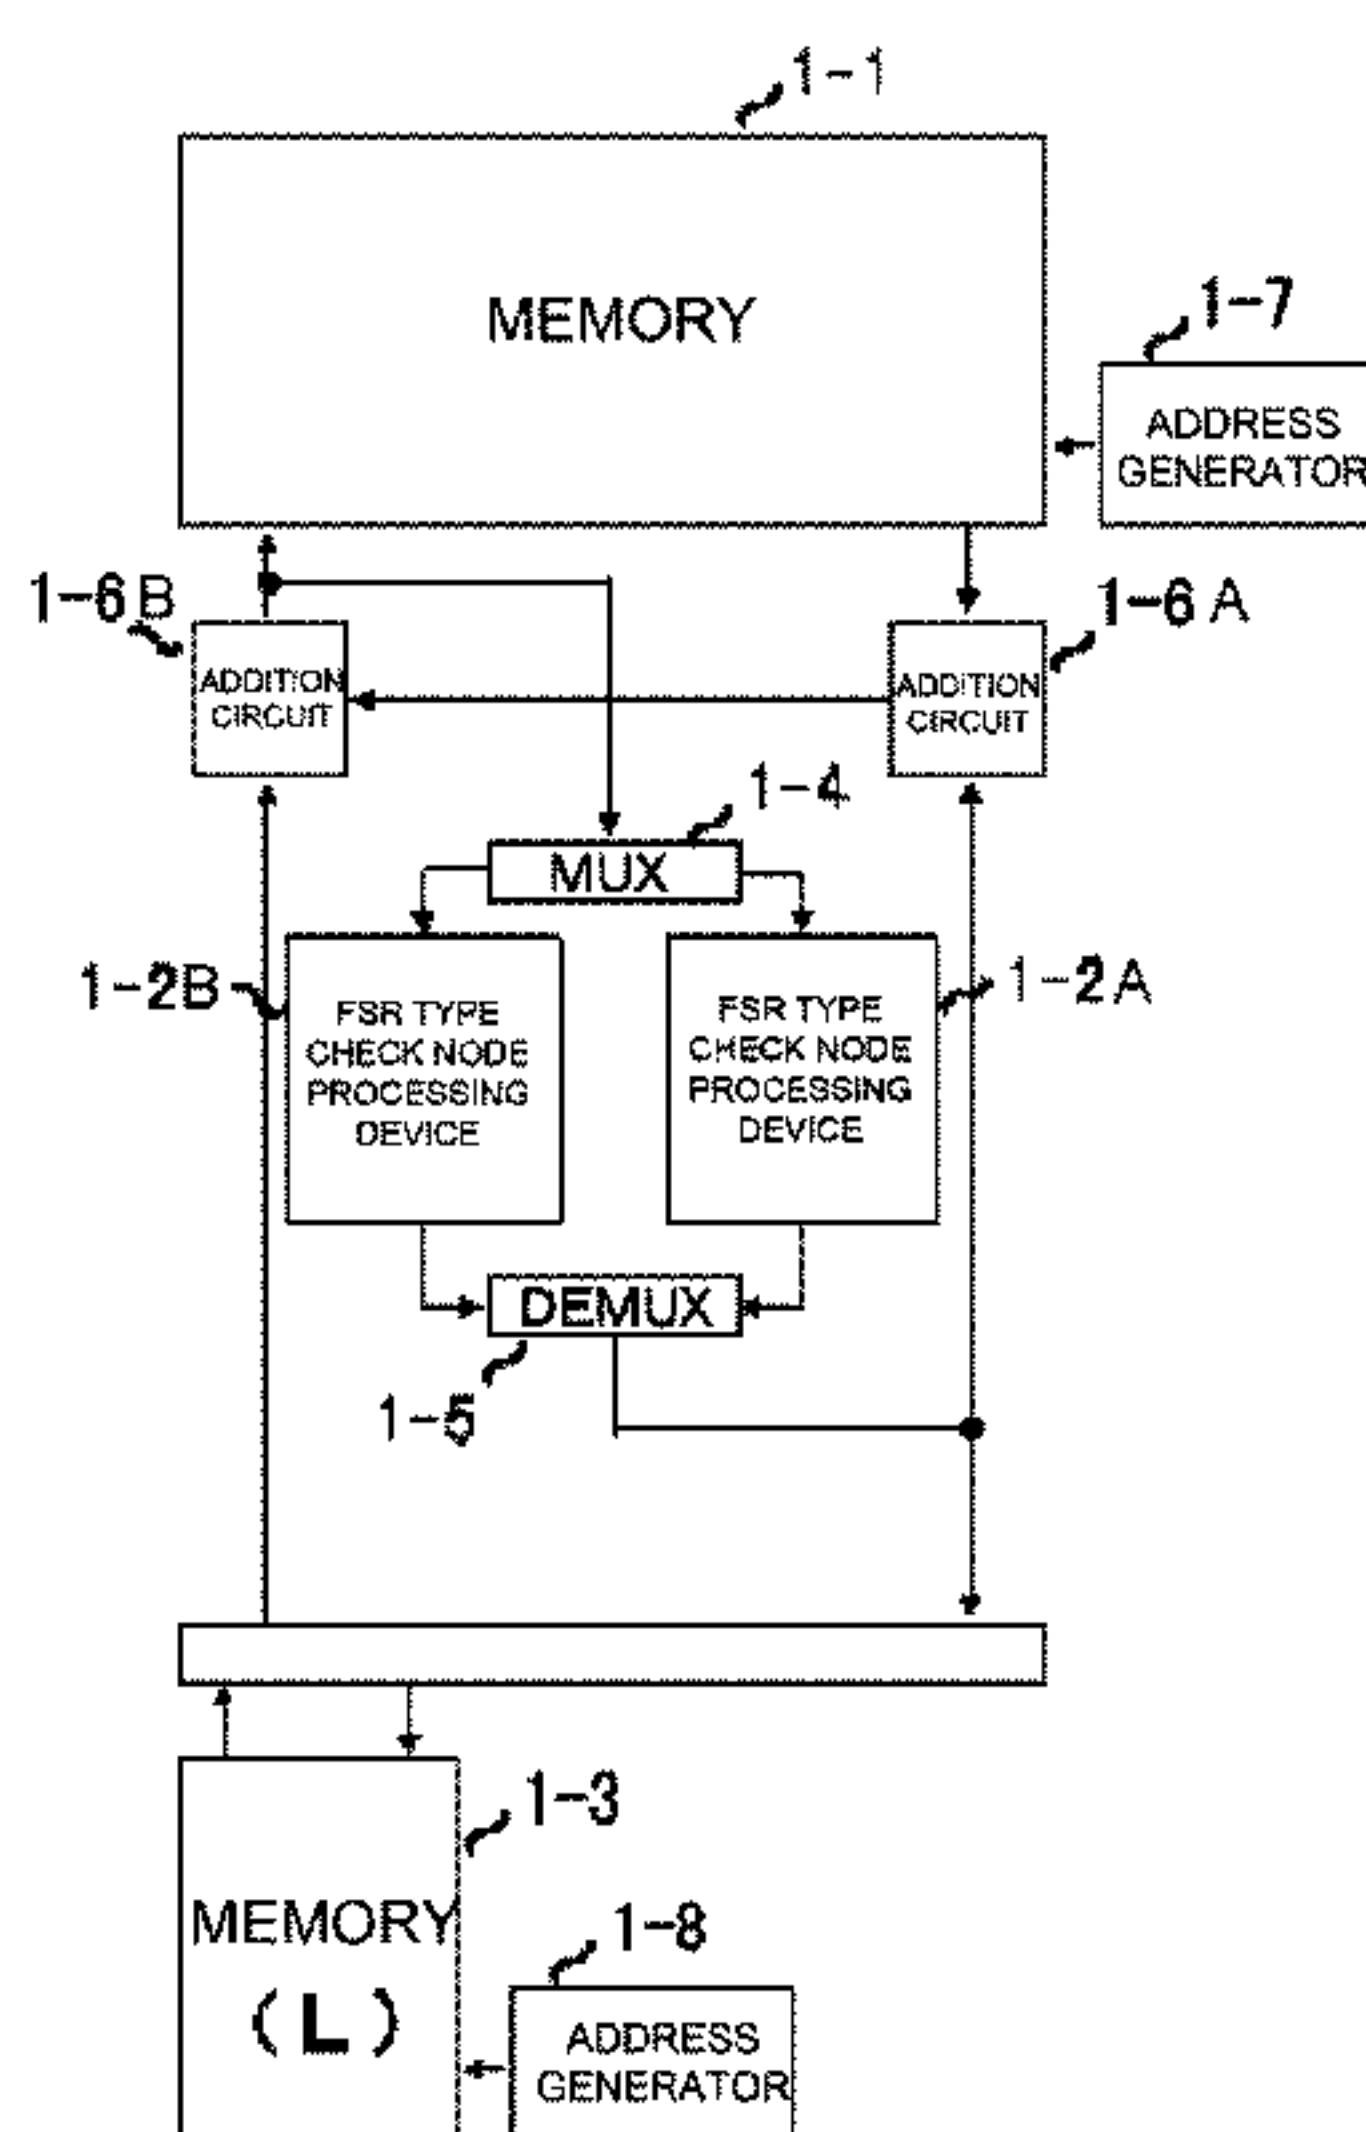 1-1
MEMORY
1-7
ADDRESS
GENERATOR
1-6B
1-6 A
ADDITION
CIRCUIT
ADDITION
CIRCUIT
1-4
MUX
1-2B
1-2A
FSR TYPE
CHECK NODE
PROCESSING
DEVICE
FSR TYPE
CHECK NODE
PROCESSING
DEVICE
DEMUX
1-5
1-3
MEMORY
(L)
1-8
ADDRESS
GENERATOR